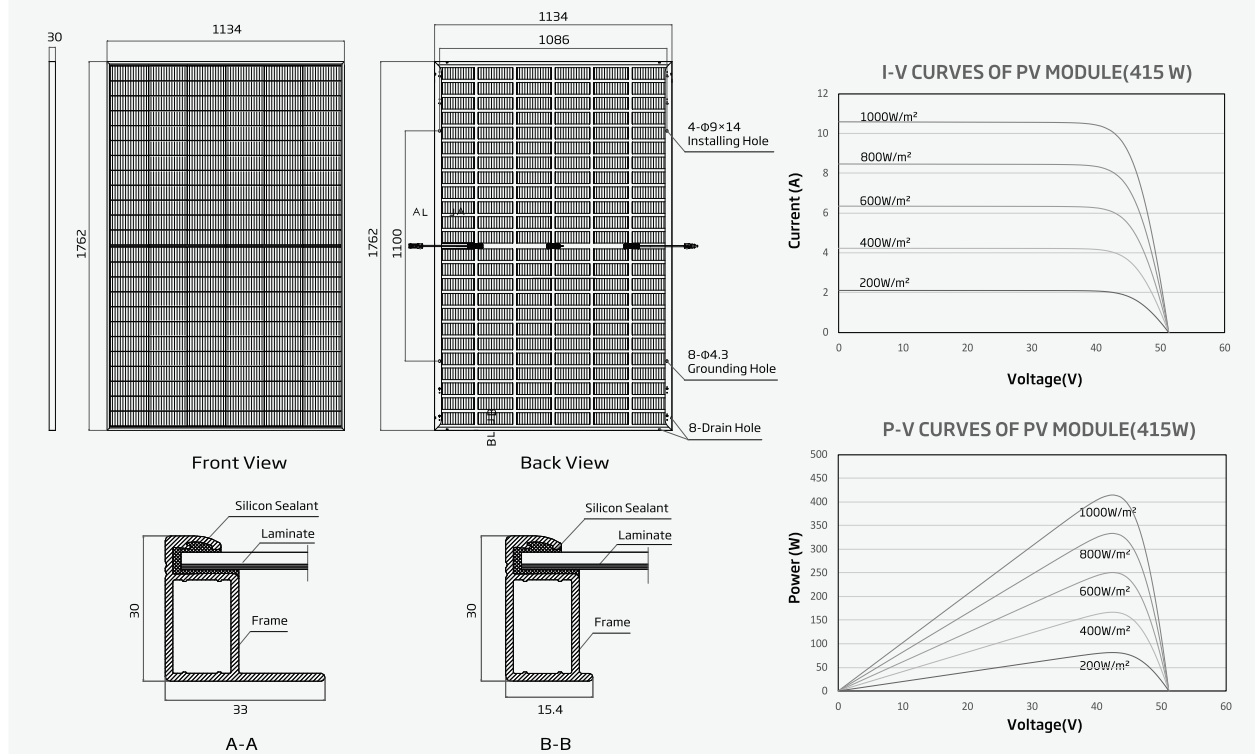 30
1134
1762
Front View
1134
1086
1762
1100
A L
J A
4-Φ9×14
Installing Hole
8-Φ4.3
Grounding Hole
8-Drain Hole
BL
Back View
Silicon Sealant
Laminate
Frame
30
33
A-A
Silicon Sealant
Laminate
Frame
30
15.4
B-B
I-V CURVES OF PV MODULE(415 W)
Current (A)
12
10
8
6
4
2
0
1000W/m²
800W/m²
600W/m²
400W/m²
200W/m²
0 10 20 30 40 50 60
Voltage(V)
P-V CURVES OF PV MODULE(415W)
Power (W)
500
450
400
350
300
250
200
150
100
50
0
1000W/m²
800W/m²
600W/m²
400W/m²
200W/m²
0 10 20 30 40 50 60
Voltage(V)